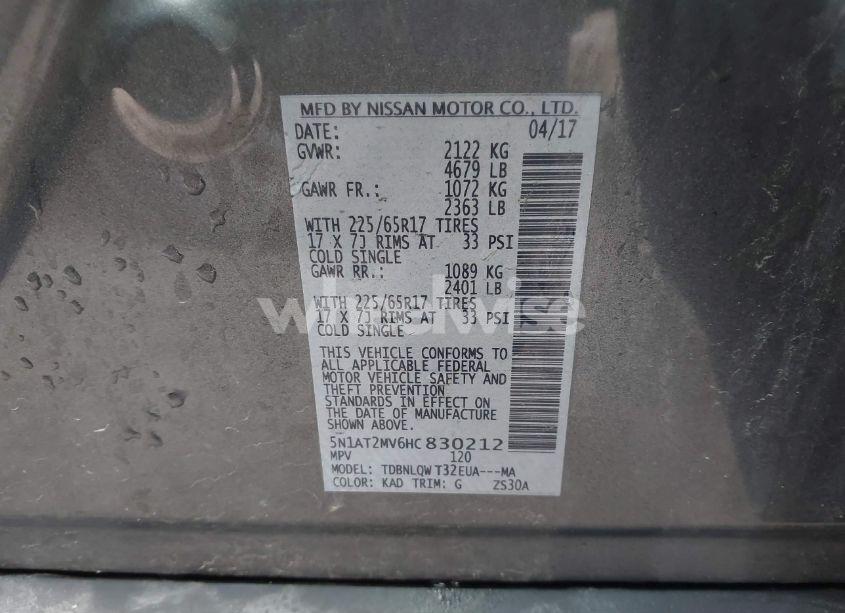 MFD BY NISSAN MOTOR CO., LTD.
DATE: 04/17
GVWR: 2122 KG
4679 LB
GAWR FR.: 1072 KG
2363 LB
WITH 225/65R17 TIRES
17 X 7J RIMS AT 33 PSI
COLD SINGLE
GAWR RR.: 1089 KG
2401 LB
WITH 225/65R17 TIRES
17 X 7J RIMS AT 33 PSI
COLD SINGLE
wheelwise
THIS VEHICLE CONFORMS TO
ALL APPLICABLE FEDERAL
MOTOR VEHICLE SAFETY AND
THEFT PREVENTION
STANDARDS IN EFFECT ON
THE DATE OF MANUFACTURE
SHOWN ABOVE.
5N1AT2MV6HC830212
MPV 120
MODEL: TDBNLQW T32EUA---MA
COLOR: KAD TRIM: G ZS30A